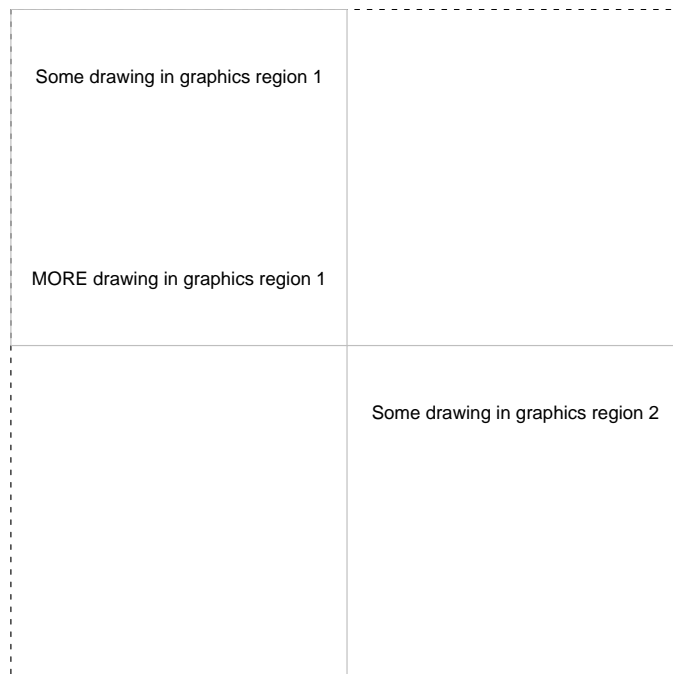 Some drawing in graphics region 1
MORE drawing in graphics region 1
Some drawing in graphics region 2